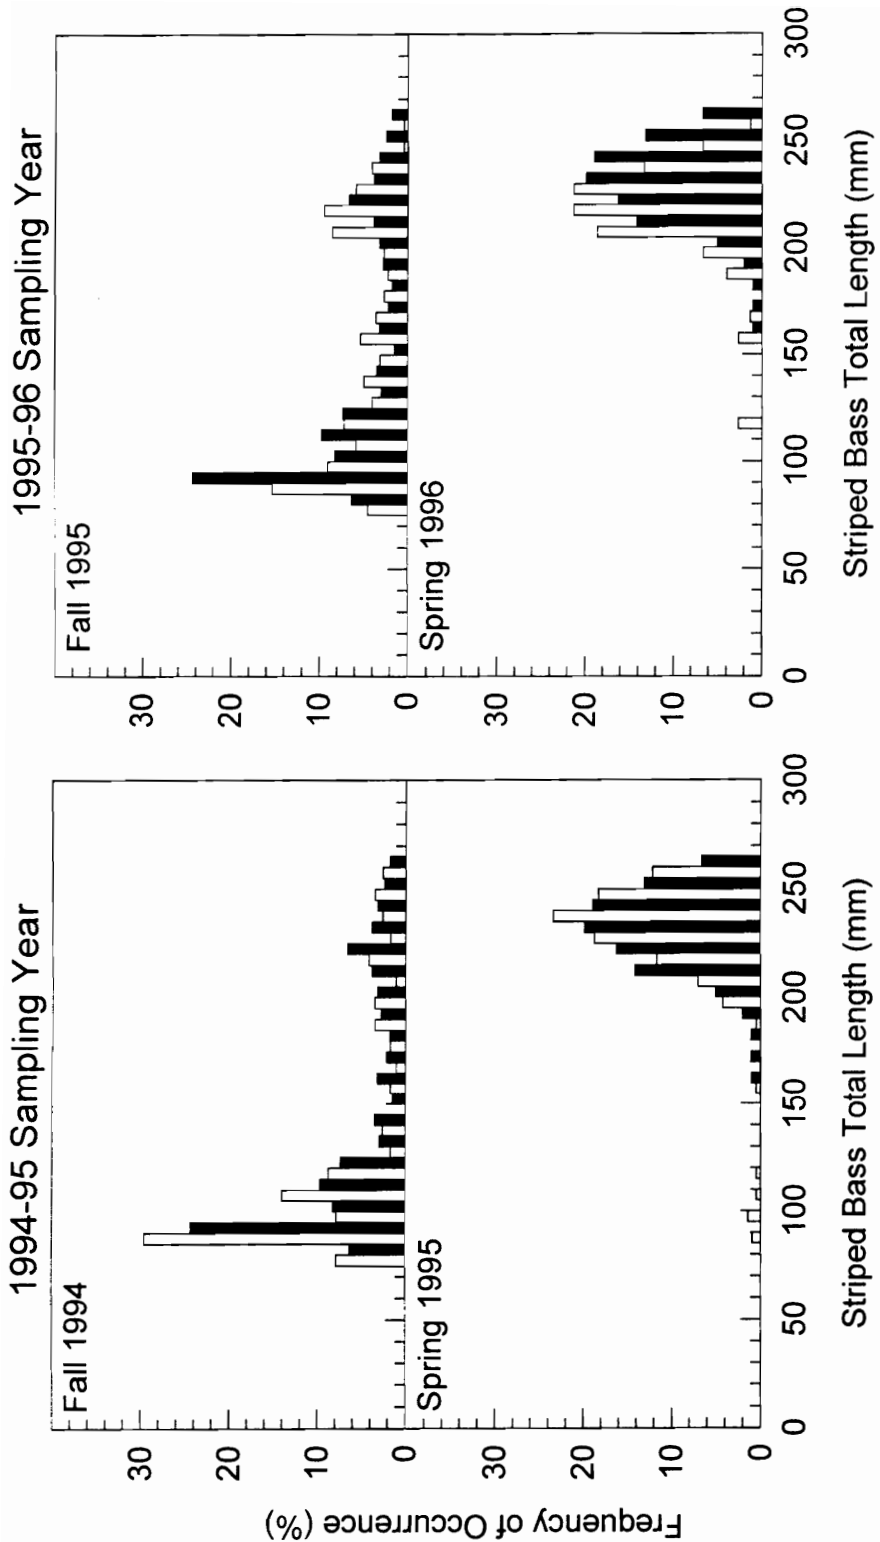 1994-95 Sampling Year
1995-96 Sampling Year
Frequency of Occurrence (%)
Fall 1994
30
20
10
0
Fall 1995
30
20
10
0
Spring 1995
30
20
10
0
Spring 1996
30
20
10
0
0 50 100 150 200 250 300
0 50 100 150 200 250 300
Striped Bass Total Length (mm)
Striped Bass Total Length (mm)